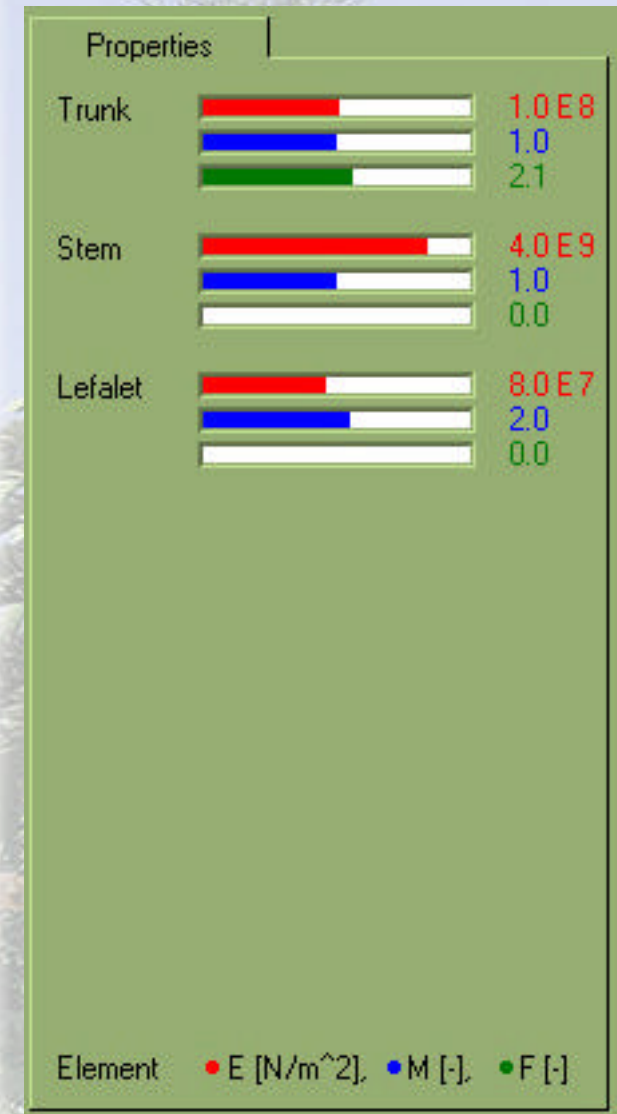 Properties
Trunk 1.0 E8
1.0
2.1
Stem 4.0 E9
1.0
0.0
Lefalet 8.0 E7
2.0
0.0
Element • E [N/m^2], • M [-], • F [-]